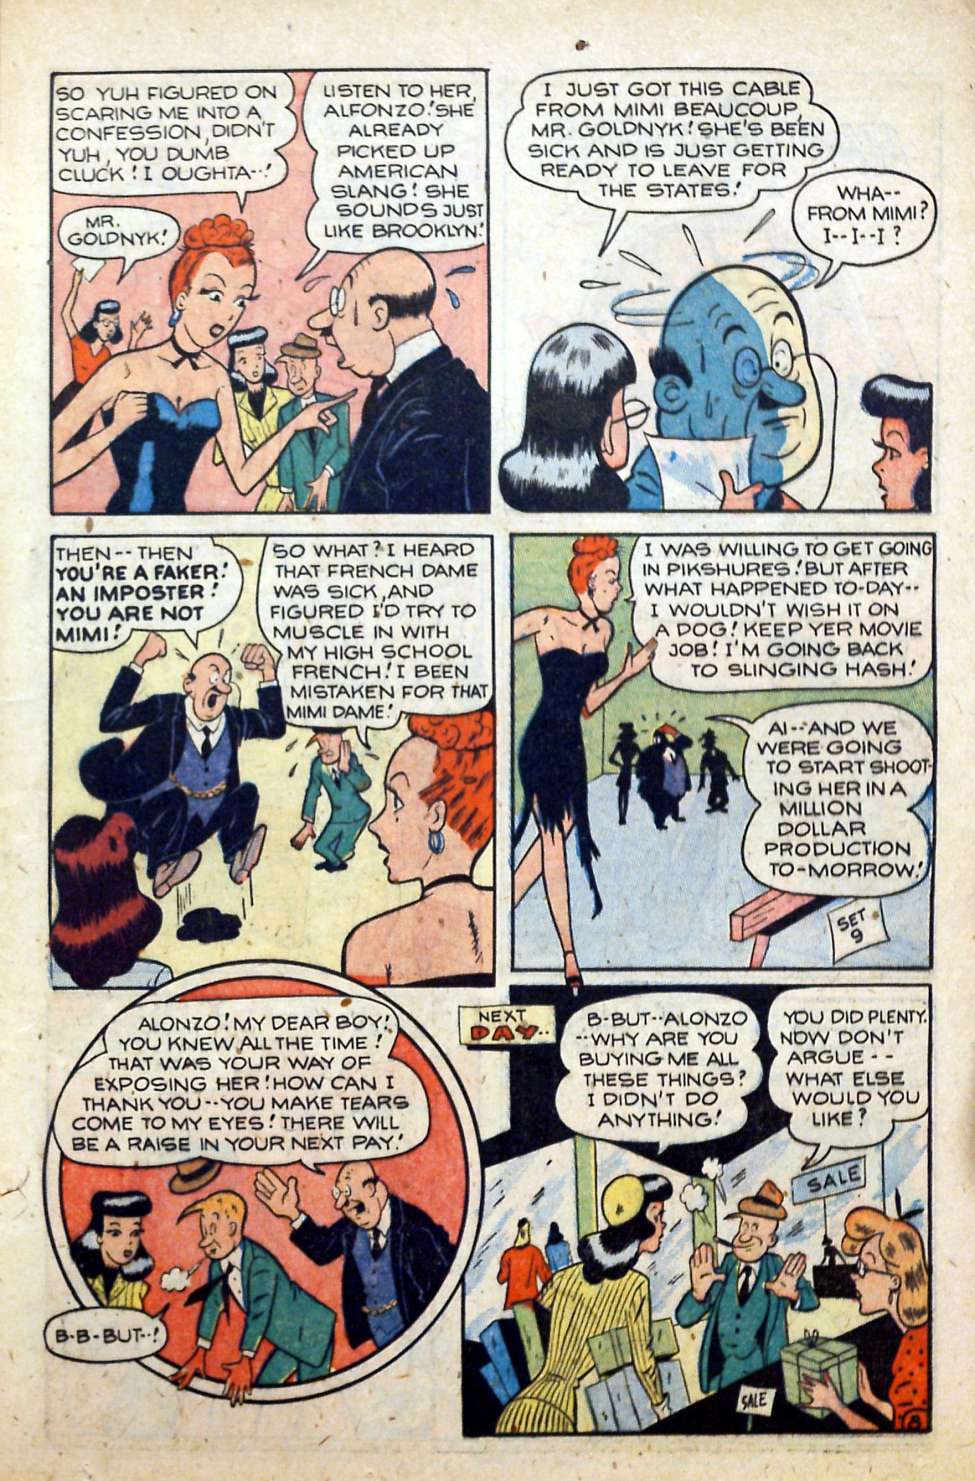 SO YUH FIGURED ON
SCARING ME INTO A
CONFESSION, DIDN'T
YUH, YOU DUMB
CLUCK! I OUGHTA--!
MR.
GOLDNYK!
LISTEN TO HER,
ALFONZO! SHE
ALREADY
PICKED UP
AMERICAN
SLANG! SHE
SOUNDS JUST
LIKE BROOKLYN!
I JUST GOT THIS CABLE
FROM MIMI BEAUCOUP,
MR. GOLDNYK! SHE'S BEEN
SICK AND IS JUST GETTING
READY TO LEAVE FOR
THE STATES!
WHA--
FROM MIMI?
I--I--I?
THEN--THEN
YOU'RE A FAKER!
AN IMPOSTER!
YOU ARE NOT
MIMI!
SO WHAT? I HEARD
THAT FRENCH DAME
WAS SICK, AND
FIGURED I'D TRY TO
MUSCLE IN WITH
MY HIGH SCHOOL
FRENCH! I BEEN
MISTAKEN FOR THAT
MIMI DAME!
I WAS WILLING TO GET GOING
IN PIKSHURES! BUT AFTER
WHAT HAPPENED TO-DAY--
I WOULDN'T WISH IT ON
A DOG! KEEP YER MOVIE
JOB! I'M GOING BACK
TO SLINGING HASH!
AI--AND WE
WERE GOING
TO START SHOOT-
ING HER IN A
MILLION
DOLLAR
PRODUCTION
TO-MORROW!
SET
9
ALONZO! MY DEAR BOY!
YOU KNEW ALL THE TIME!
THAT WAS YOUR WAY OF
EXPOSING HER! HOW CAN I
THANK YOU--YOU MAKE TEARS
COME TO MY EYES! THERE WILL
BE A RAISE IN YOUR NEXT PAY!
B-B-BUT--!
NEXT
DAY..
B-BUT--ALONZO
--WHY ARE YOU
BUYING ME ALL
THESE THINGS?
I DIDN'T DO
ANYTHING!
YOU DID PLENTY.
NOW DON'T
ARGUE--
WHAT ELSE
WOULD YOU
LIKE?
SALE
SALE
8